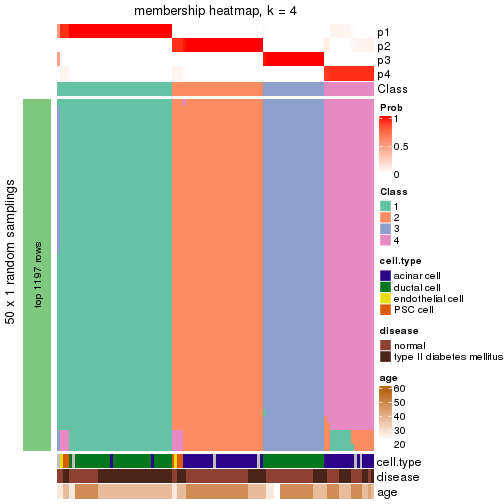 membership heatmap, k = 4
p1
p2
p3
p4
Class
50 x 1 random samplings
top 1197 rows
Prob
1
0.5
0
Class
1
2
3
4
cell.type
acinar cell
ductal cell
endothelial cell
PSC cell
disease
normal
type II diabetes mellitus
age
60
50
40
30
20
cell.type
disease
age